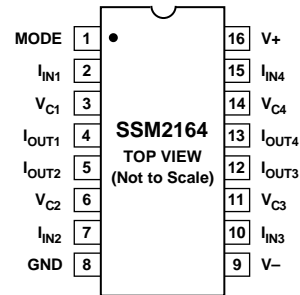 MODE 1 16 V+
IIN1 2 15 IIN4
VC1 3 14 VC4
IOUT1 4 13 IOUT4
IOUT2 5 12 IOUT3
VC2 6 11 VC3
IIN2 7 10 IIN3
GND 8 9 V–
SSM2164
TOP VIEW
(Not to Scale)